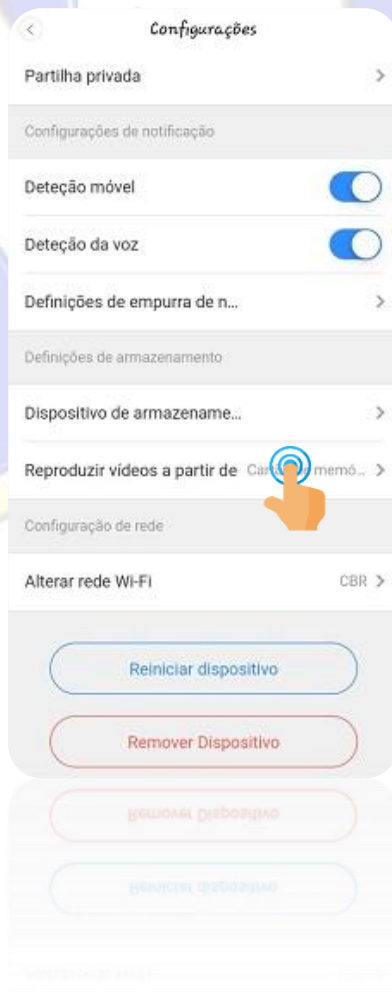 Configurações
Partilha privada
Configurações de notificação
Deteção móvel
Deteção da voz
Definições de empurra de n...
Definições de armazenamento
Dispositivo de armazename...
Reproduzir vídeos a partir de memó...
Configuração de rede
Alterar rede Wi-Fi CBR
Reiniciar dispositivo
Remover Dispositivo